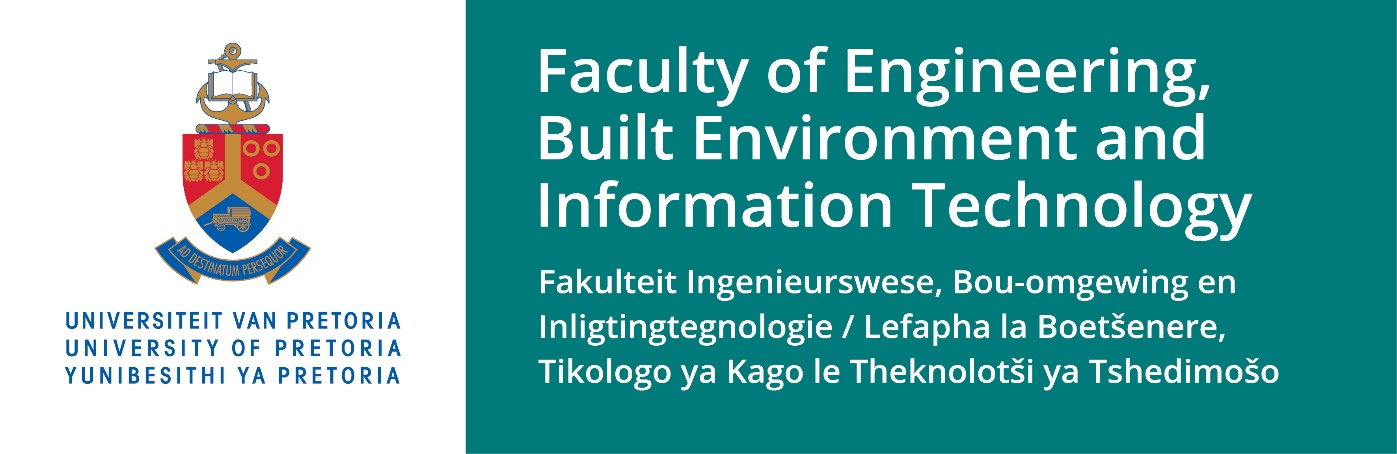 AD DESTINATUM PERSEQUOR
UNIVERSITEIT VAN PRETORIA
UNIVERSITY OF PRETORIA
YUNIBESITHI YA PRETORIA
Faculty of Engineering,
Built Environment and
Information Technology
Fakulteit Ingenieurswese, Bou-omgewing en
Inligtingtegnologie / Lefapha la Boetšenere,
Tikologo ya Kago le Theknolotši ya Tshedimošo